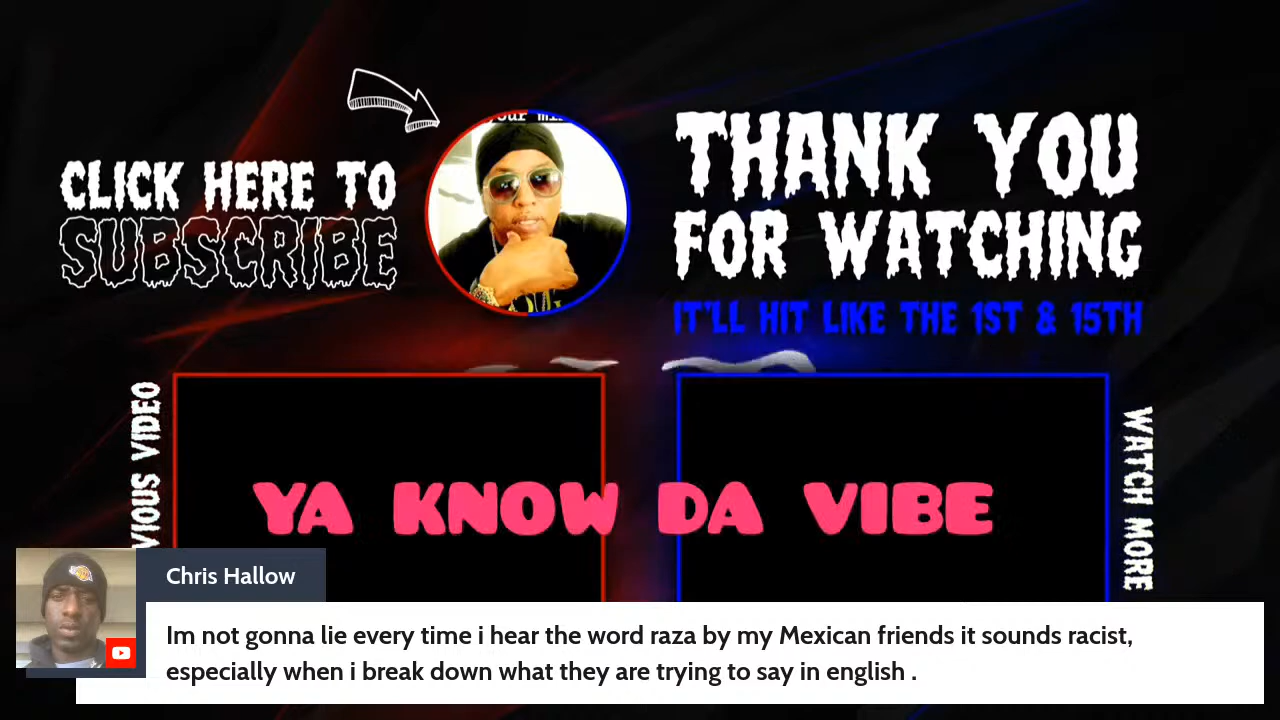 your mi
CLICK HERE TO
SUBSCRIBE
THANK YOU
FOR WATCHING
IT'LL HIT LIKE THE 1ST & 15TH
VIOUS VIDEO
WATCH MORE
YA KNOW DA VIBE
Chris Hallow
Im not gonna lie every time i hear the word raza by my Mexican friends it sounds racist,
especially when i break down what they are trying to say in english .